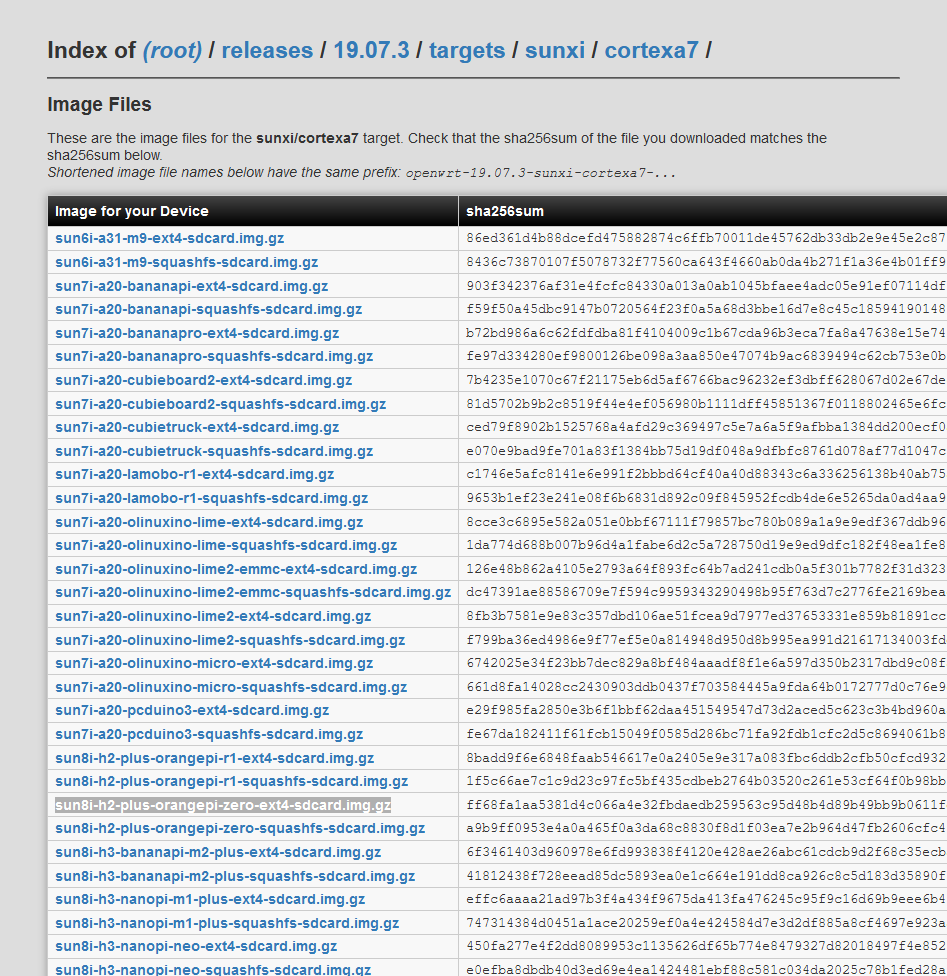 Index of (root) / releases / 19.07.3 / targets / sunxi / cortexa7 /
Image Files
These are the image files for the sunxi/cortexa7 target. Check that the sha256sum of the file you downloaded matches the
sha256sum below.
Shortened image file names below have the same prefix: openwrt-19.07.3-sunxi-cortexa7-...
Image for your Device sha256sum
sun6i-a31-m9-ext4-sdcard.img.gz 86ed361d4b88dcefd475882874c6ffb70011de45762db33db2e9e45e2c87
sun6i-a31-m9-squashfs-sdcard.img.gz 8436c73870107f5078732f77560ca643f4660ab0da4b271f1a36e4b01ff9
sun7i-a20-bananapi-ext4-sdcard.img.gz 903f342376af31e4fcfc84330a013a0ab1045bfaee4adc05e91ef07114df
sun7i-a20-bananapi-squashfs-sdcard.img.gz f59f50a45dbc9147b0720564f23f0a5a68d3bbe16d7e8c45c18594190148
sun7i-a20-bananapro-ext4-sdcard.img.gz b72bd986a6c62fdfdba81f4104009c1b67cda96b3eca7fa8a47638e15e74
sun7i-a20-bananapro-squashfs-sdcard.img.gz fe97d334280ef9800126be098a3aa850e47074b9ac6839494c62cb753e0b
sun7i-a20-cubieboard2-ext4-sdcard.img.gz 7b4235e1070c67f21175eb6d5af6766bac96232ef3dbff628067d02e67de
sun7i-a20-cubieboard2-squashfs-sdcard.img.gz 81d5702b9b2c8519f44e4ef056980b1111dff45851367f0118802465e6fc
sun7i-a20-cubietruck-ext4-sdcard.img.gz ced79f8902b1525768a4afd29c369497c5e7a6a5f9afbba1384dd200ecf0
sun7i-a20-cubietruck-squashfs-sdcard.img.gz e070e9bad9fe701a83f1384bb75d19df048a9dfbfc8761d078af77d1047c
sun7i-a20-lamobo-r1-ext4-sdcard.img.gz c1746e5afc8141e6e991f2bbbd64cf40a40d88343c6a336256138b40ab75
sun7i-a20-lamobo-r1-squashfs-sdcard.img.gz 9653b1ef23e241e08f6b6831d892c09f845952fcdb4de6e5265da0ad4aa9
sun7i-a20-olinuxino-lime-ext4-sdcard.img.gz 8cce3c6895e582a051e0bbf67111f79857bc780b089a1a9e9edf367ddb96
sun7i-a20-olinuxino-lime-squashfs-sdcard.img.gz 1da774d688b007b96d4a1fabe6d2c5a728750d19e9ed9dfc182f48ea1fe8
sun7i-a20-olinuxino-lime2-emmc-ext4-sdcard.img.gz 126e48b862a4105e2793a64f893fc64b7ad241cdb0a5f301b7782f31d323
sun7i-a20-olinuxino-lime2-emmc-squashfs-sdcard.img.gz dc47391ae88586709e7f594c9959343290498b95f763d7c2776fe2169bea
sun7i-a20-olinuxino-lime2-ext4-sdcard.img.gz 8fb3b7581e9e83c357dbd106ae51fcea9d7977ed37653331e859b81891cc
sun7i-a20-olinuxino-lime2-squashfs-sdcard.img.gz f799ba36ed4986e9f77ef5e0a814948d950d8b995ea991d21617134003fd
sun7i-a20-olinuxino-micro-ext4-sdcard.img.gz 6742025e34f23bb7dec829a8bf484aaadf8f1e6a597d350b2317dbd9c08f
sun7i-a20-olinuxino-micro-squashfs-sdcard.img.gz 661d8fa14028cc2430903ddb0437f703584445a9fda64b0172777d0c76e9
sun7i-a20-pcduino3-ext4-sdcard.img.gz e29f985fa2850e3b6f1bbf62daa451549547d73d2aced5c623c3b4bd960a
sun7i-a20-pcduino3-squashfs-sdcard.img.gz fe67da182411f61fcb15049f0585d286bc71fa92fdb1cfc2d5c8694061b8
sun8i-h2-plus-orangepi-r1-ext4-sdcard.img.gz 8badd9f6e6848faab546617e0a2405e9e317a083fbc6ddb2cfb50cfcd932
sun8i-h2-plus-orangepi-r1-squashfs-sdcard.img.gz 1f5c66ae7c1c9d23c97fc5bf435cdbeb2764b03520c261e53cf64f0b98bb
sun8i-h2-plus-orangepi-zero-ext4-sdcard.img.gz ff68fa1aa5381d4c066a4e32fbdaedb259563c95d48b4d89b49bb9b0611f
sun8i-h2-plus-orangepi-zero-squashfs-sdcard.img.gz a9b9ff0953e4a0a465f0a3da68c8830f8d1f03ea7e2b964d47fb2606cfc4
sun8i-h3-bananapi-m2-plus-ext4-sdcard.img.gz 6f3461403d960978e6fd993838f4120e428ae26abc61cdcb9d2f68c35ecb
sun8i-h3-bananapi-m2-plus-squashfs-sdcard.img.gz 41812438f728eead85dc5893ea0e1c664e191dd8ca926c8c5d183d35890f
sun8i-h3-nanopi-m1-plus-ext4-sdcard.img.gz effc6aaaa21ad97b3f4a434f9675da413fa476245c95f9c16d69b9eee6b4
sun8i-h3-nanopi-m1-plus-squashfs-sdcard.img.gz 747314384d0451a1ace20259ef0a4e424584d7e3d2df885a8cf4697e923a
sun8i-h3-nanopi-neo-ext4-sdcard.img.gz 450fa277e4f2dd8089953c1135626df65b774e8479327d82018497f4e852
sun8i-h3-nanopi-neo-squashfs-sdcard.img.gz e0efba8dbdb40d3ed69e4ea1424481ebf88c581c034da2025c78b1fed28a